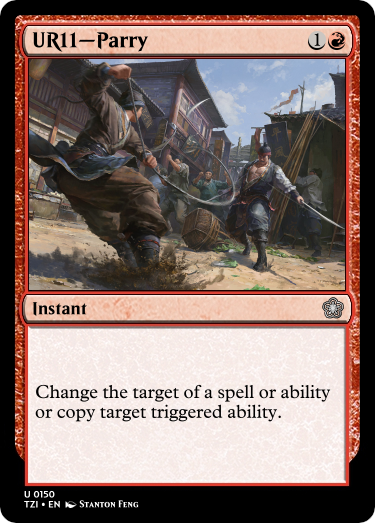 UR11—Parry
1
Instant
Change the target of a spell or ability
or copy target triggered ability.
U 0150
TZI • EN STANTON FENG